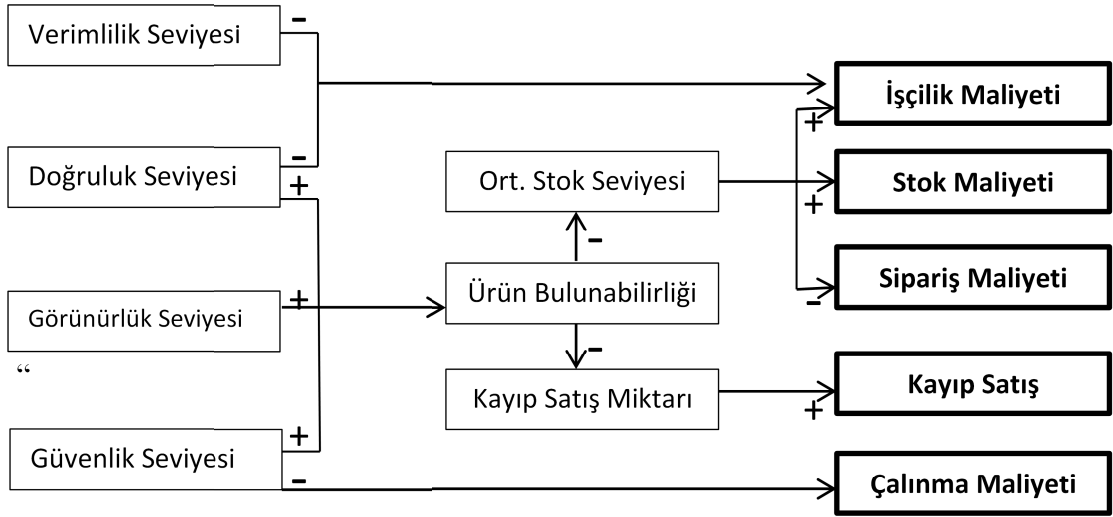 Verimlilik Seviyesi
-
İşçilik Maliyeti
+
Doğruluk Seviyesi
-
+
Ort. Stok Seviyesi
Stok Maliyeti
+
-
Ürün Bulunabilirliği
Sipariş Maliyeti
-
Görünürlük Seviyesi
+
“
-
Kayıp Satış Miktarı
Kayıp Satış
+
Güvenlik Seviyesi
+
-
Çalınma Maliyeti